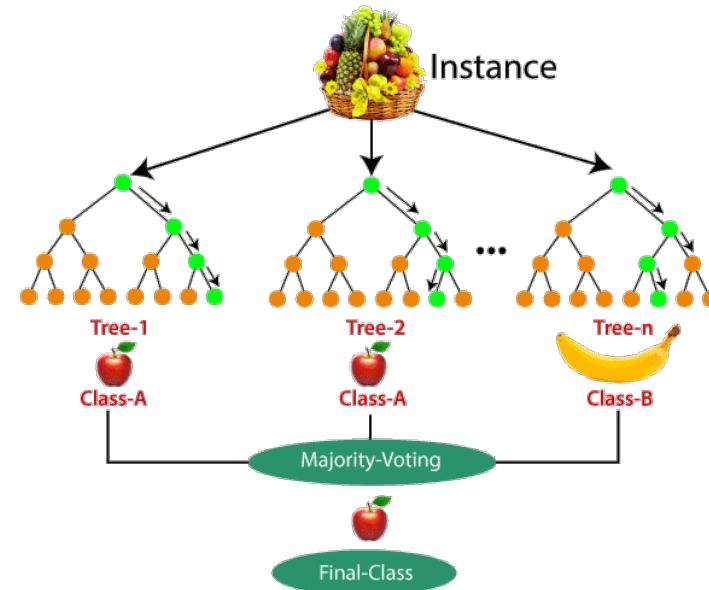 Instance
•••
Tree-1
Tree-2
Tree-n
Class-A
Class-A
Class-B
Majority-Voting
Final-Class